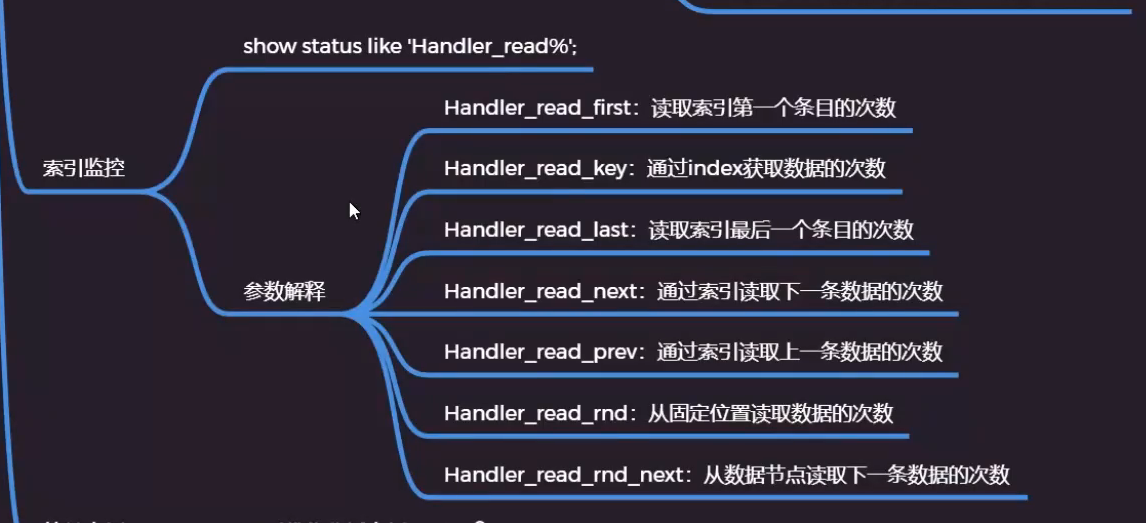 show status like 'Handler_read%';
Handler_read_first：读取索引第一个条目的次数
索引监控
Handler_read_key：通过index获取数据的次数
Handler_read_last：读取索引最后一个条目的次数
参数解释
Handler_read_next：通过索引读取下一条数据的次数
Handler_read_prev：通过索引读取上一条数据的次数
Handler_read_rnd：从固定位置读取数据的次数
Handler_read_rnd_next：从数据节点读取下一条数据的次数